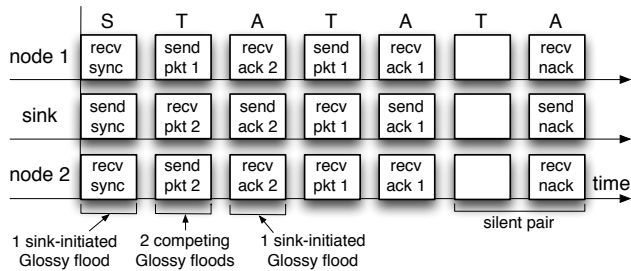 S T A T A T A
node 1
recv sync
send pkt 1
recv ack 2
send pkt 1
recv ack 1
recv nack
sink
send sync
recv pkt 2
send ack 2
recv pkt 1
send ack 1
send nack
node 2
recv sync
send pkt 2
recv ack 2
recv pkt 1
recv ack 1
recv nack
time
silent pair
1 sink-initiated
Glossy flood
2 competing
Glossy floods
1 sink-initiated
Glossy flood